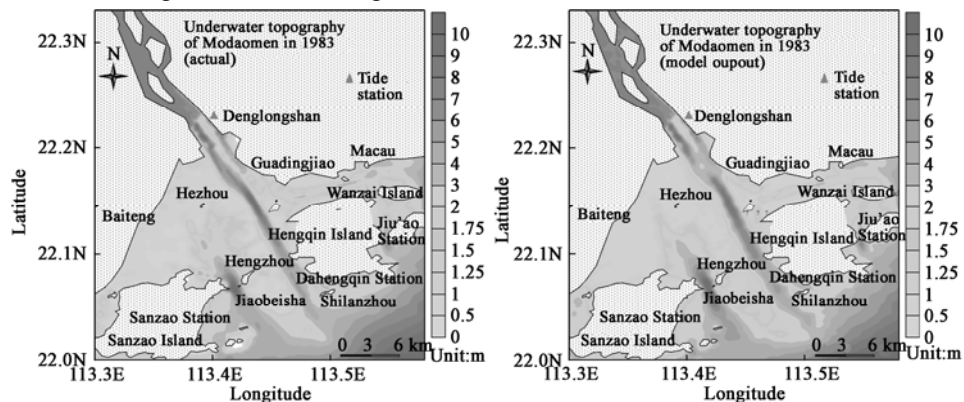 Underwater topography
of Modaomen in 1983
(actual)
22.3N
N
Tide
station
Denglongshan
22.2N
Macau
Guadingjiao
Hezhou
Wanzai Island
Baiteng
Jiu'ao
Station
Hengqin Island
22.1N
Hengzhou
Dahengqin Station
Jiaobeisha
Shilanzhou
Sanzao Station
Sanzao Island
0 3 6 km
22.0N
113.3E
113.4E
113.5E
Latitude
Longitude
10
9
8
7
6
5
4
3
2
1.75
1.5
1.25
1
0.5
0
Unit:m
Underwater topography
of Modaomen in 1983
(model oupout)
22.3N
N
Tide
station
Denglongshan
22.2N
Macau
Guadingjiao
Hezhou
Wanzai Island
Baiteng
Jiu'ao
Station
Hengqin Island
22.1N
Hengzhou
Dahengqin Station
Jiaobeisha
Shilanzhou
Sanzao Station
Sanzao Island
0 3 6 km
22.0N
113.3E
113.4E
113.5E
Latitude
Longitude
10
9
8
7
6
5
4
3
2
1.75
1.5
1.25
1
0.5
0
Unit:m